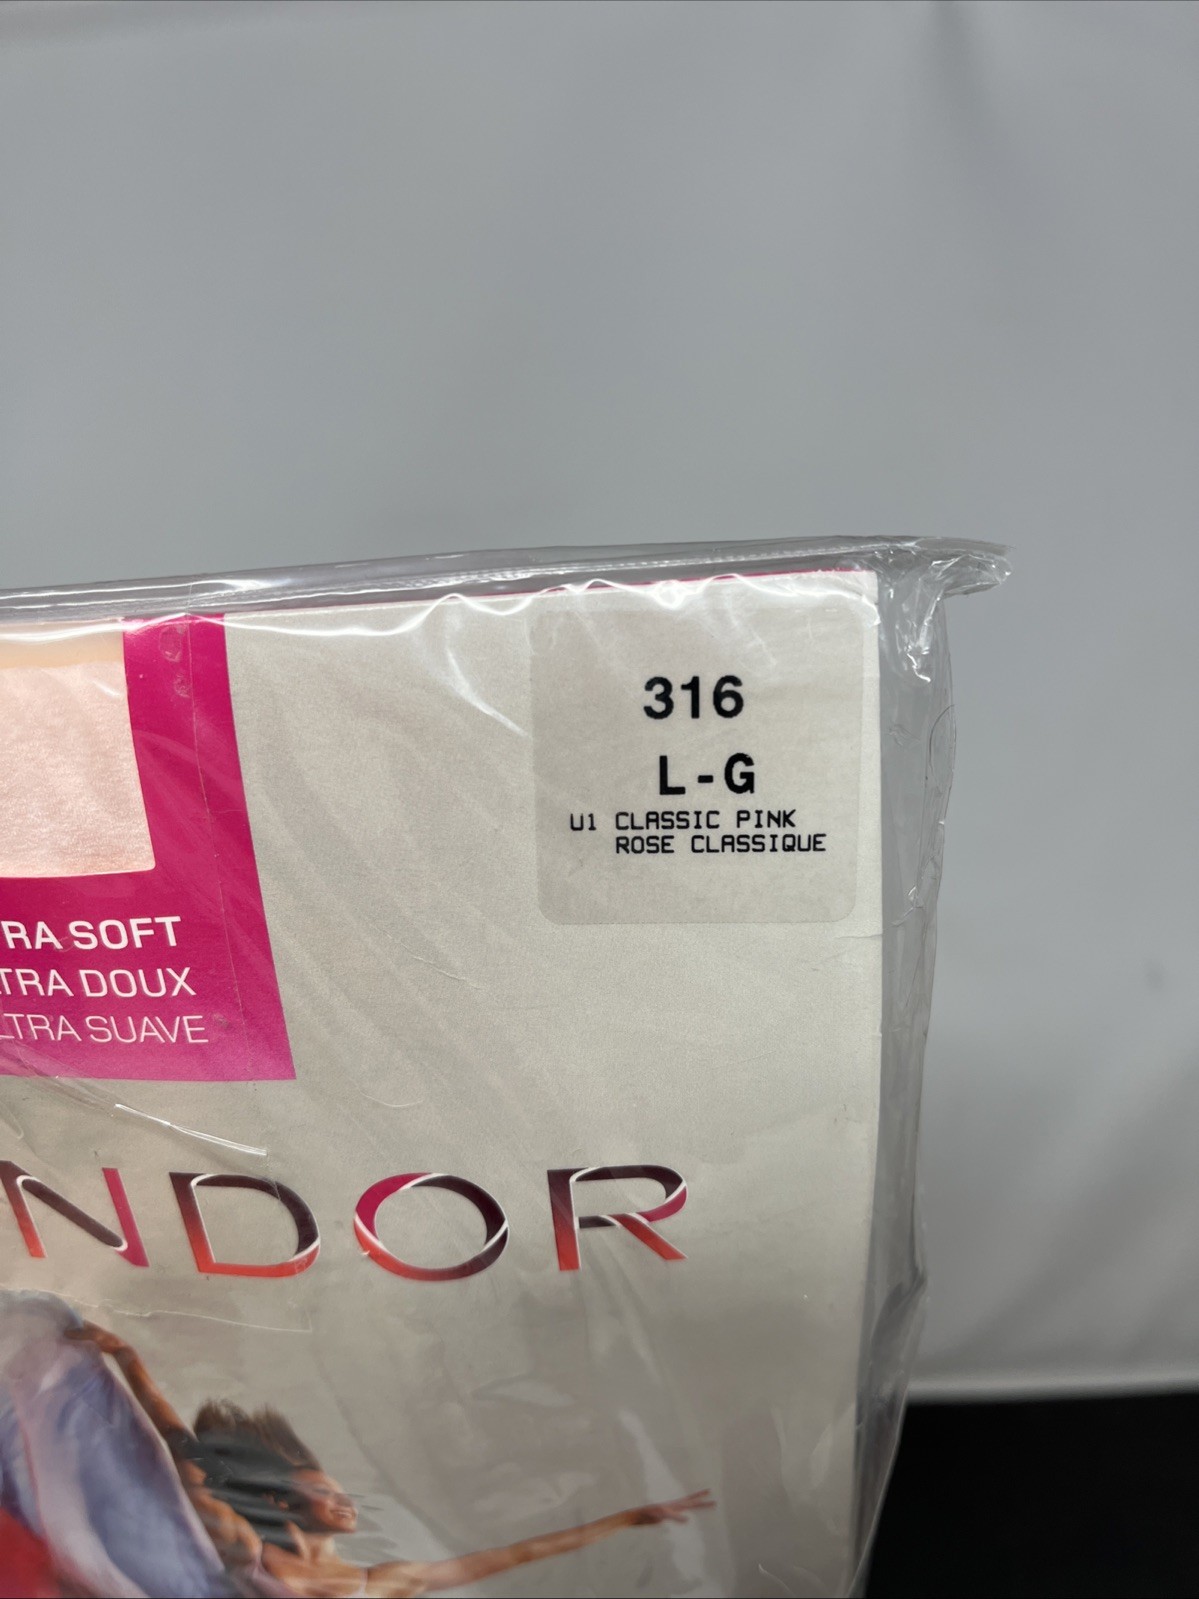 316
L-G
U1 CLASSIC PINK
ROSE CLASSIQUE
RA SOFT
TRA DOUX
LTRA SUAVE
NDOR